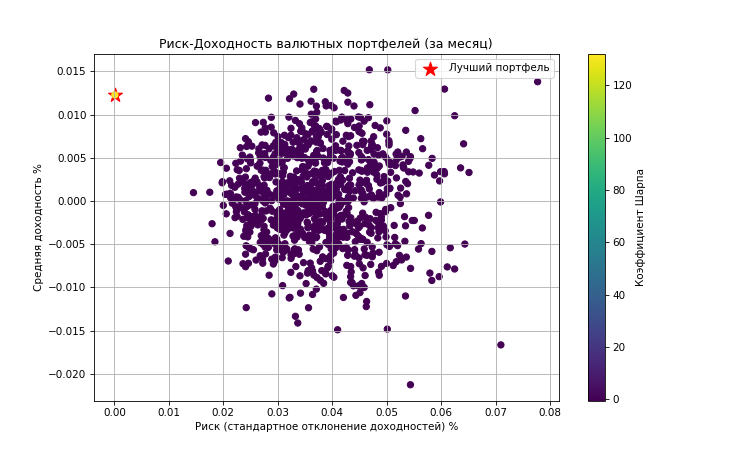 Риск-Доходность валютных портфелей (за месяц)
Лучший портфель
Средняя доходность %
0.015
0.010
0.005
0.000
−0.005
−0.010
−0.015
−0.020
0.00 0.01 0.02 0.03 0.04 0.05 0.06 0.07 0.08
Риск (стандартное отклонение доходностей) %
120
100
80
60
40
20
0
Коэффициент Шарпа